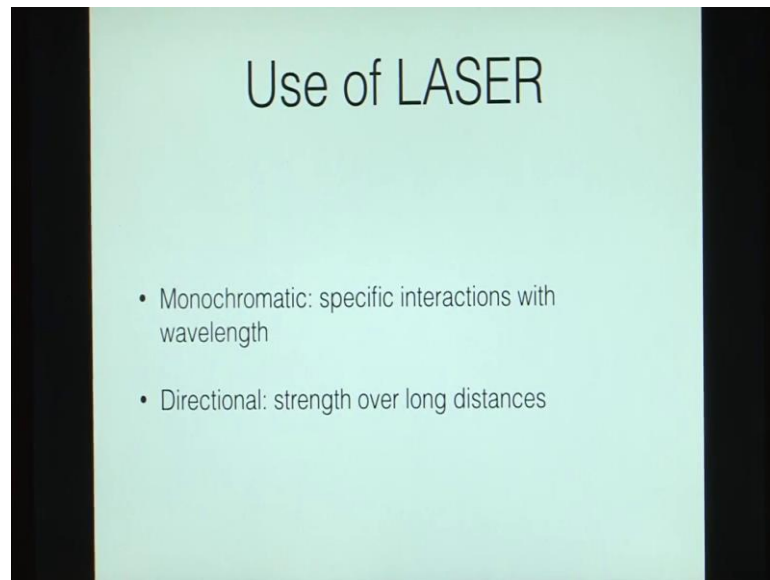 Use of LASER
• Monochromatic: specific interactions with
wavelength
• Directional: strength over long distances